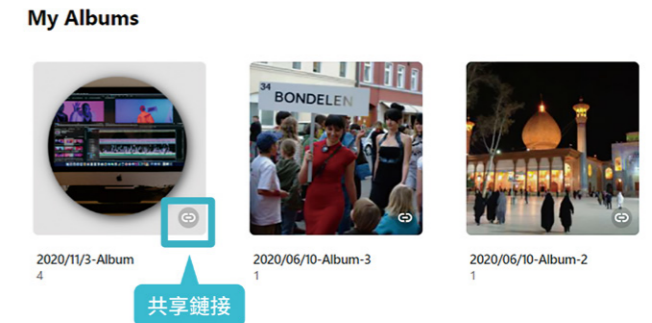 My Albums
34
BONDELEN
2020/11/3-Album
4
2020/06/10-Album-3
1
2020/06/10-Album-2
1
共享鏈接